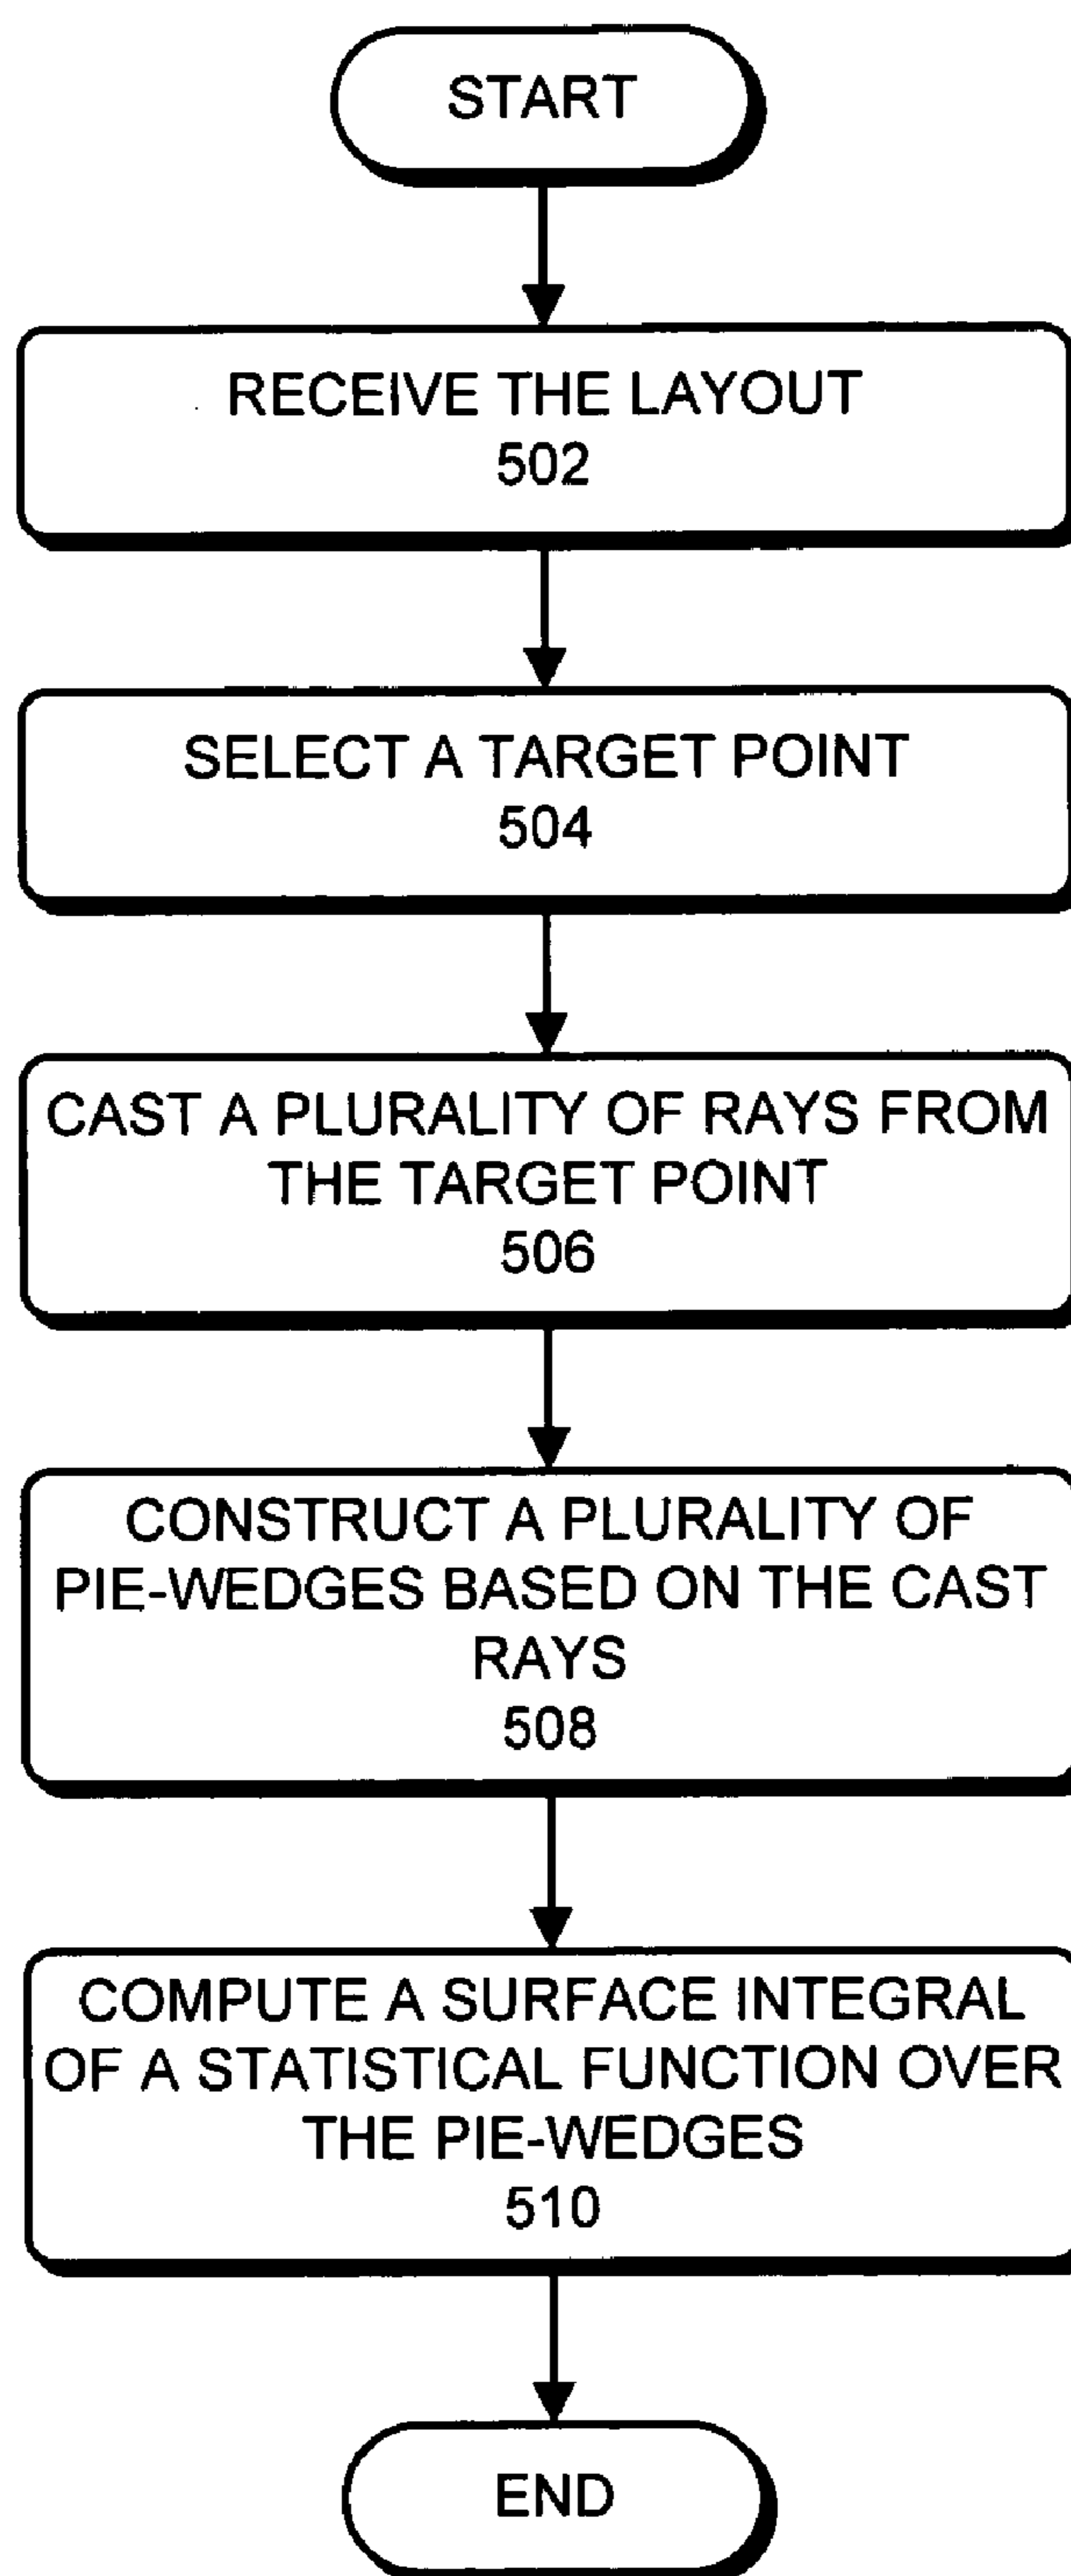 START
RECEIVE THE LAYOUT
502
SELECT A TARGET POINT
504
CAST A PLURALITY OF RAYS FROM
THE TARGET POINT
506
CONSTRUCT A PLURALITY OF
PIE-WEDGES BASED ON THE CAST
RAYS
508
COMPUTE A SURFACE INTEGRAL
OF A STATISTICAL FUNCTION OVER
THE PIE-WEDGES
510
END